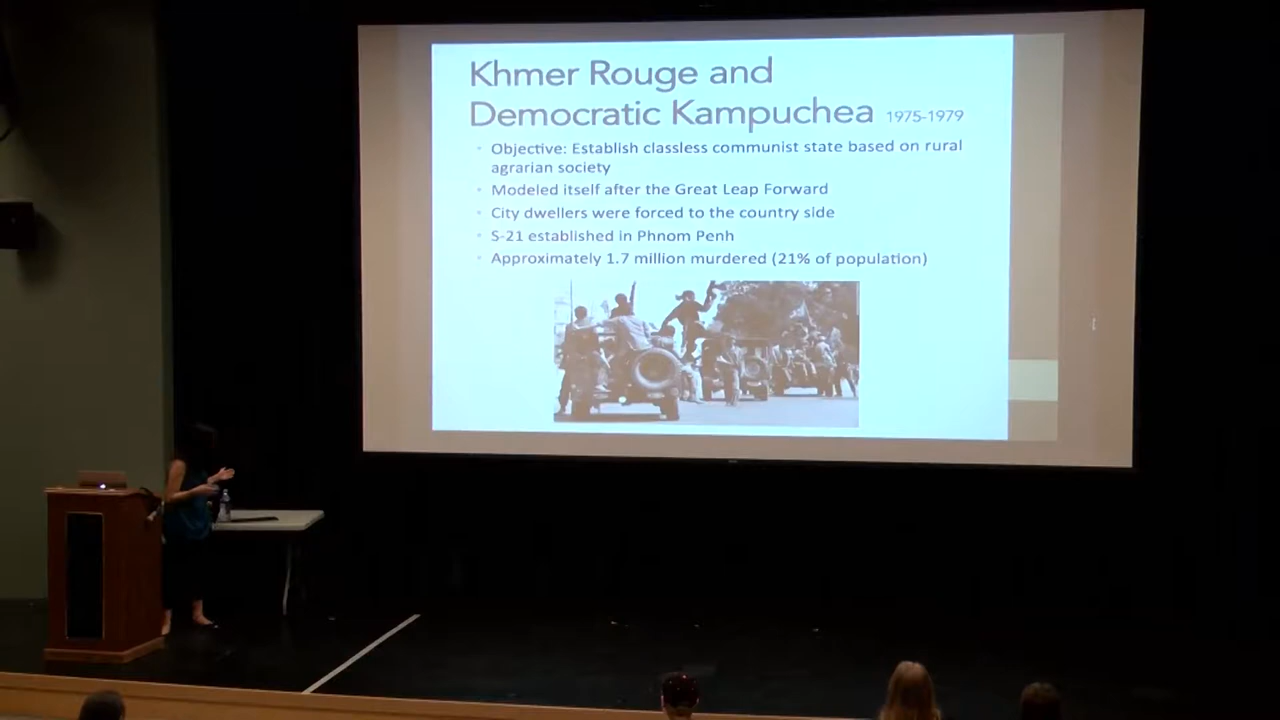 Khmer Rouge and
Democratic Kampuchea 1975-1979
Objective: Establish classless communist state based on rural
agrarian society
Modeled itself after the Great Leap Forward
City dwellers were forced to the country side
S-21 established in Phnom Penh
Approximately 1.7 million murdered (21% of population)